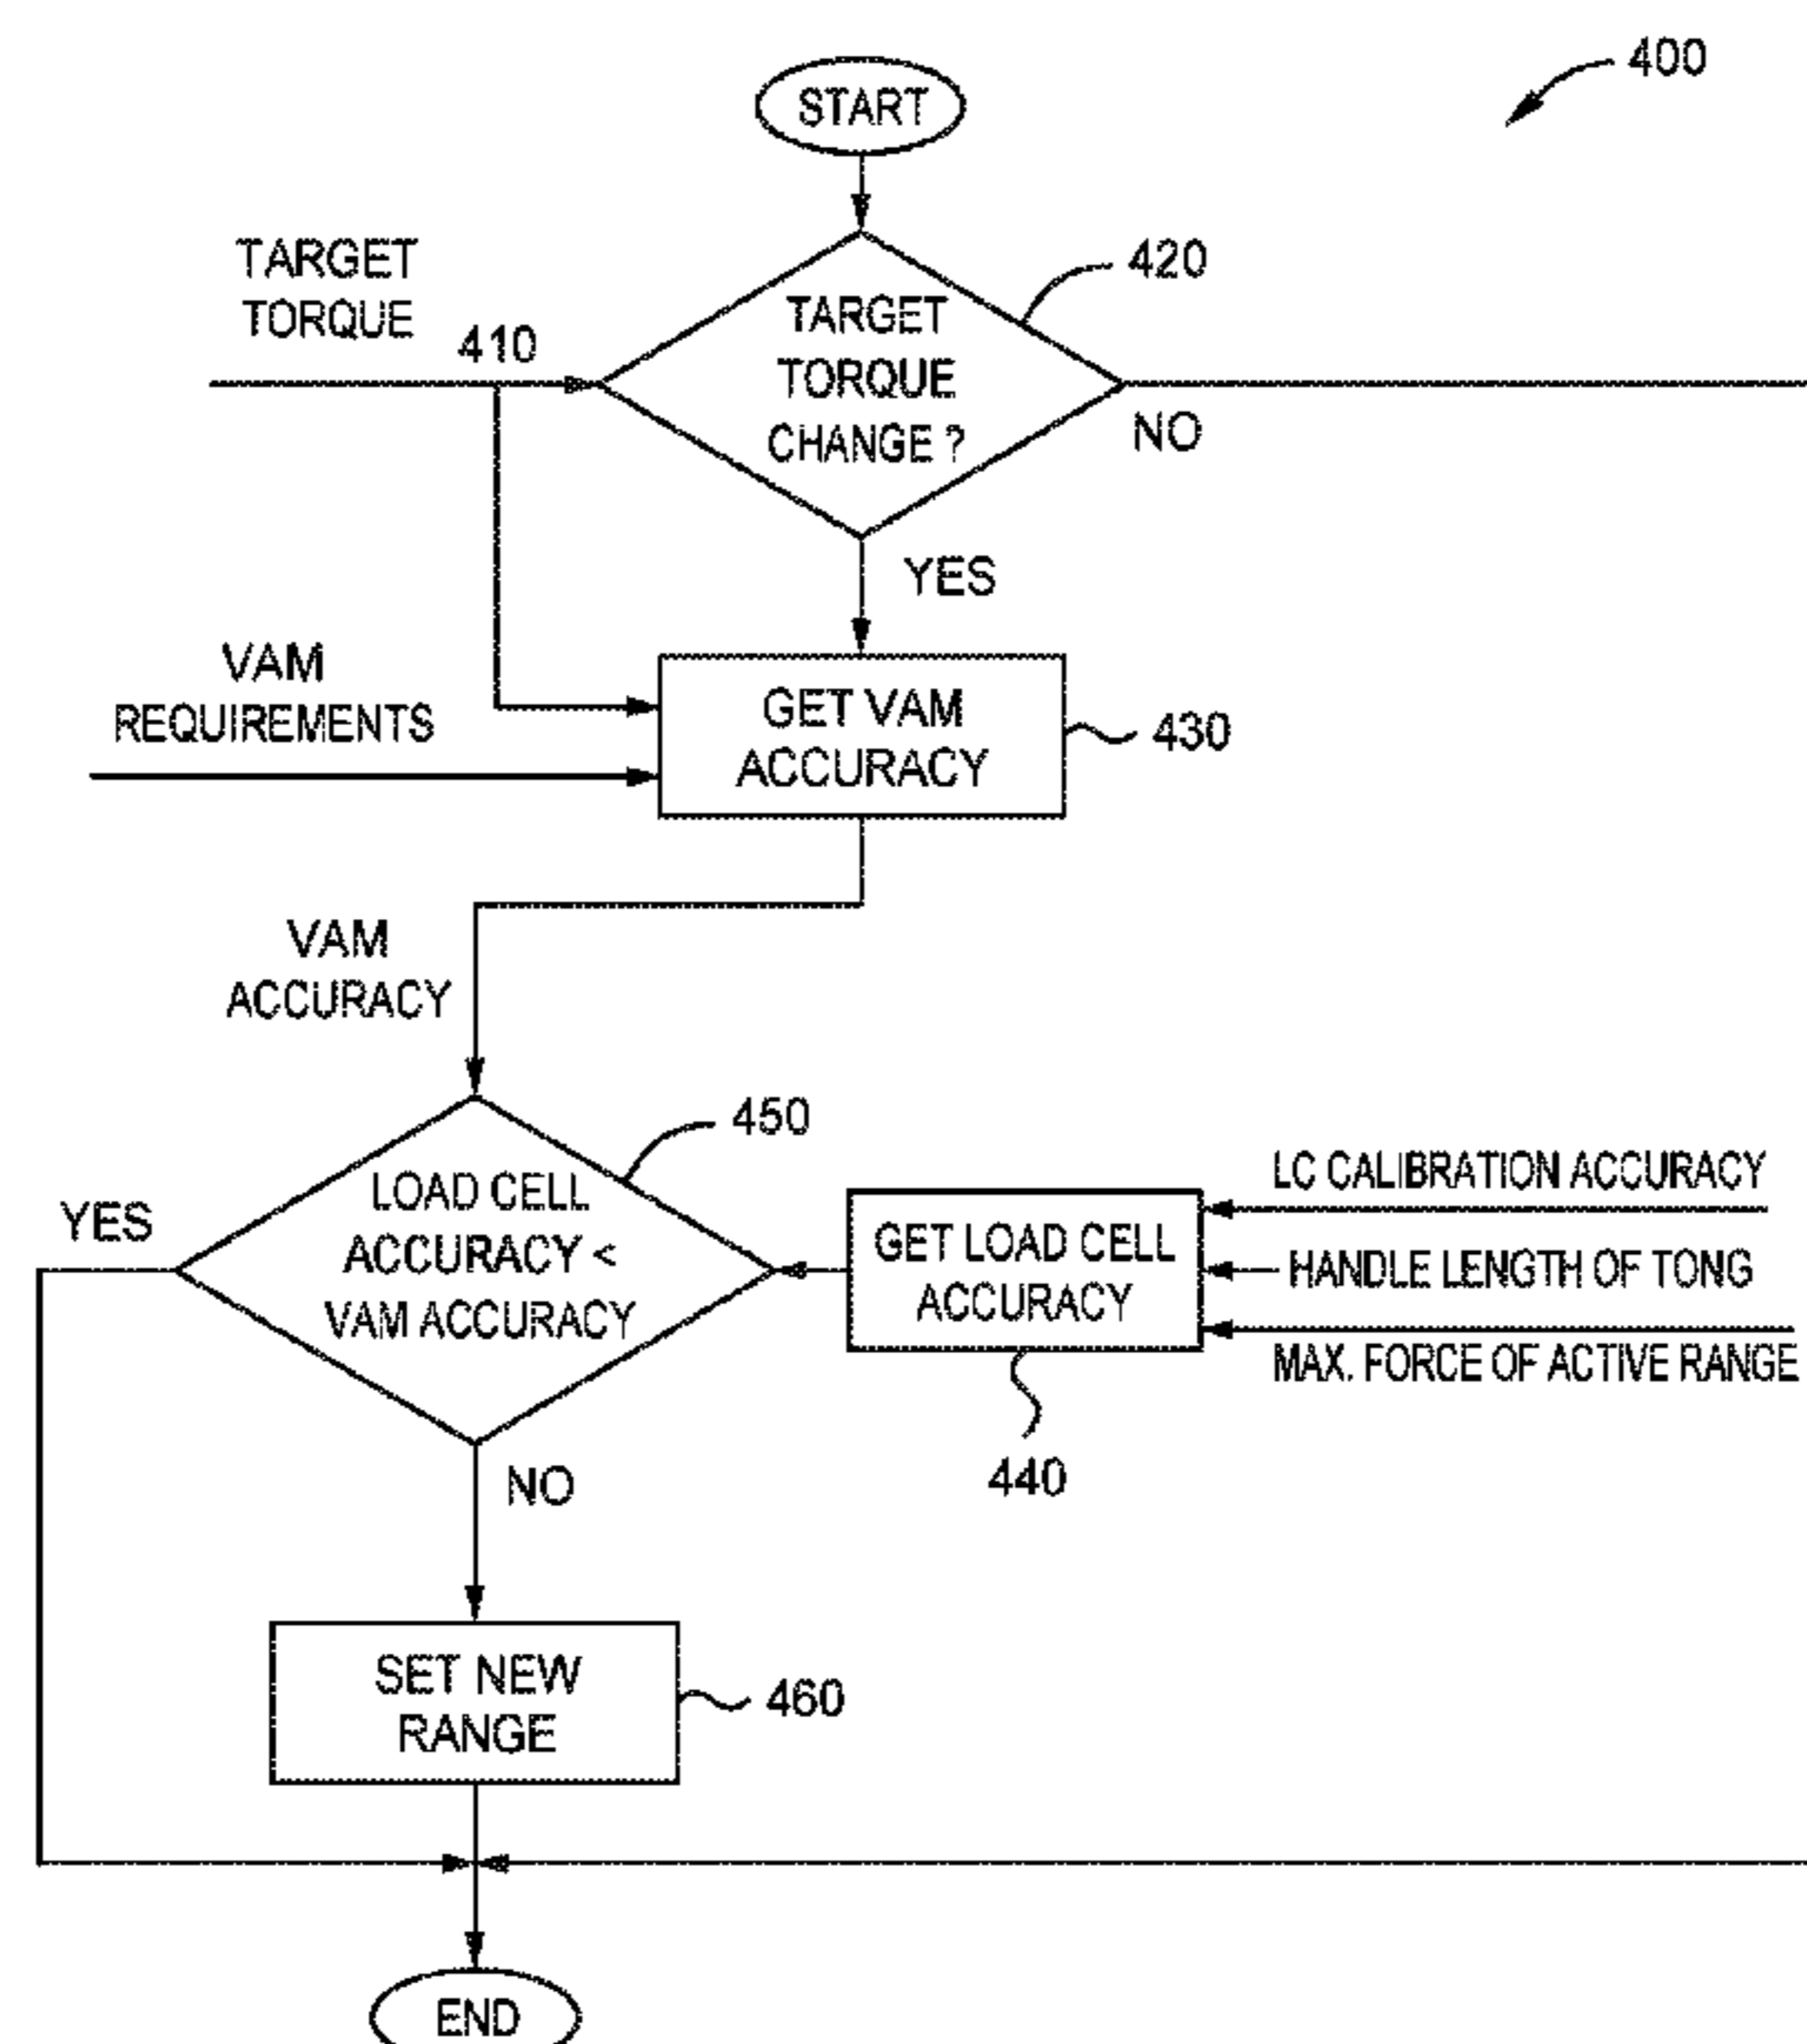 400
START
TARGET
TORQUE
410
420
TARGET
TORQUE
CHANGE ?
NO
YES
VAM
REQUIREMENTS
GET VAM
ACCURACY
430
VAM
ACCURACY
450
LOAD CELL
ACCURACY <
VAM ACCURACY
YES
GET LOAD CELL
ACCURACY
LC CALIBRATION ACCURACY
HANDLE LENGTH OF TONG
MAX. FORCE OF ACTIVE RANGE
440
NO
SET NEW
RANGE
460
END